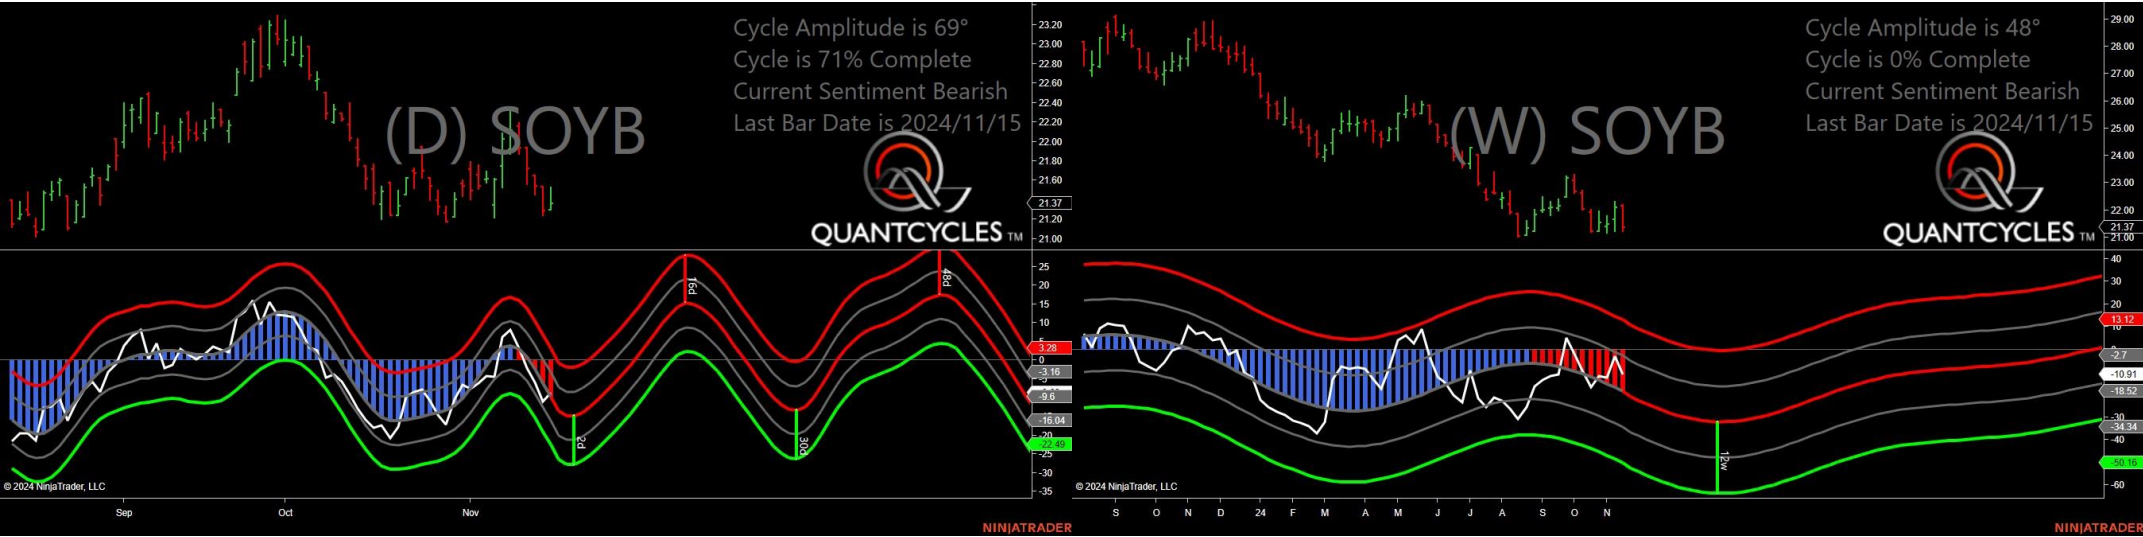 Cycle Amplitude is 69°
Cycle is 71% Complete
Current Sentiment Bearish
Last Bar Date is 2024/11/15
(D) SOYB
QUANTCYCLES TM
23.20
23.00
22.80
22.60
22.40
22.20
22.00
21.80
21.60
21.37
21.20
21.00
25
20
15
10
5
3.28
0
-3.16
-9.6
-16.04
-20
-22.49
-25
-30
-35
16d
48d
2d
30d
© 2024 NinjaTrader, LLC
Sep Oct Nov
NINJATRADER
Cycle Amplitude is 48°
Cycle is 0% Complete
Current Sentiment Bearish
Last Bar Date is 2024/11/15
(W) SOYB
QUANTCYCLES TM
29.00
28.00
27.00
26.00
25.00
24.00
23.00
22.00
21.37
21.00
40
30
20
13.12
10
-2.7
-10.91
-18.52
-30
-34.34
-40
-50.16
-60
12w
© 2024 NinjaTrader, LLC
S O N D 24 F M A M J J A S O N
NINJATRADER